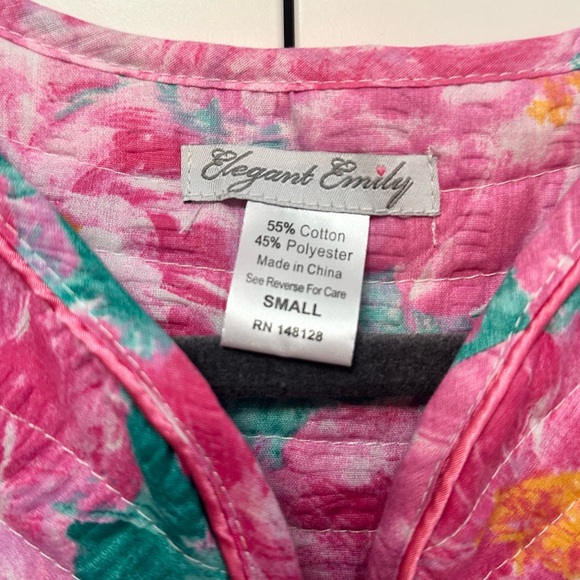 Elegant Emily
55% Cotton
45% Polyester
Made in China
See Reverse For Care
SMALL
RN 148128